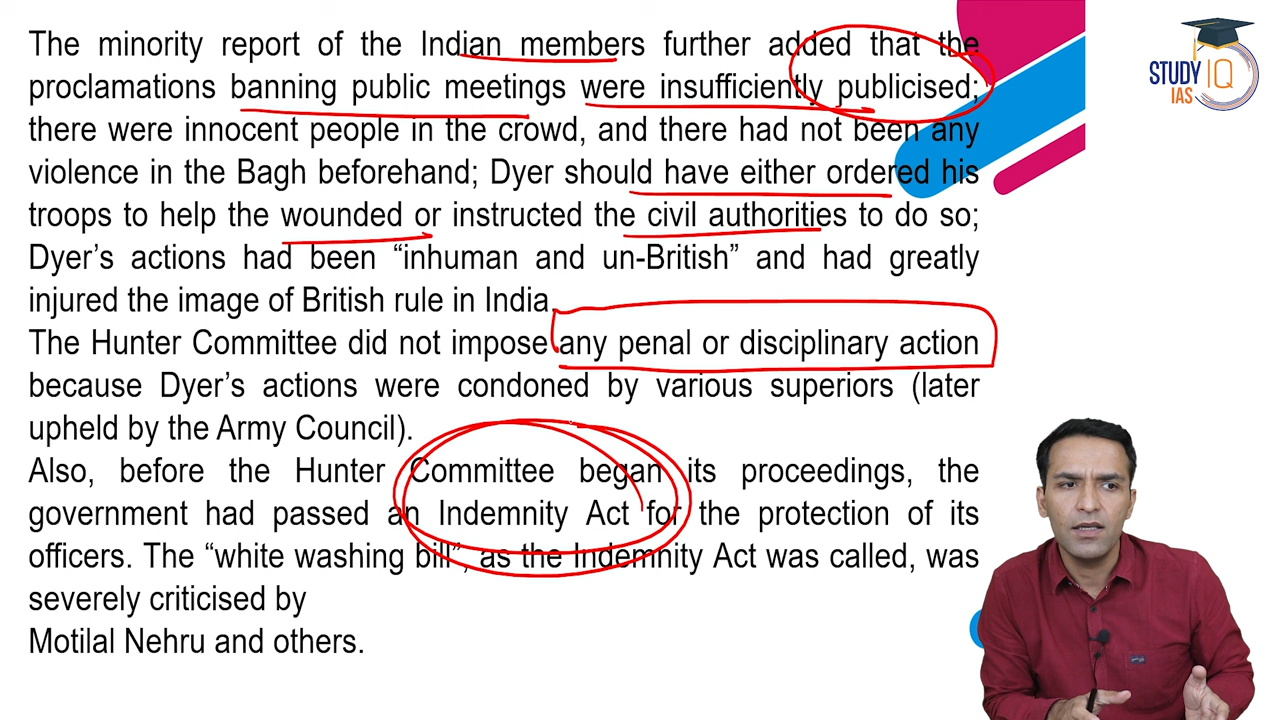 The minority report of the Indian members further added that the
proclamations banning public meetings were insufficiently publicised;
there were innocent people in the crowd, and there had not been any
violence in the Bagh beforehand; Dyer should have either ordered his
troops to help the wounded or instructed the civil authorities to do so;
Dyer’s actions had been “inhuman and un-British” and had greatly
injured the image of British rule in India.
The Hunter Committee did not impose any penal or disciplinary action
because Dyer’s actions were condoned by various superiors (later
upheld by the Army Council).
Also, before the Hunter Committee began its proceedings, the
government had passed an Indemnity Act for the protection of its
officers. The “white washing bill”, as the Indemnity Act was called, was
severely criticised by
Motilal Nehru and others.
STUDY IQ
IAS